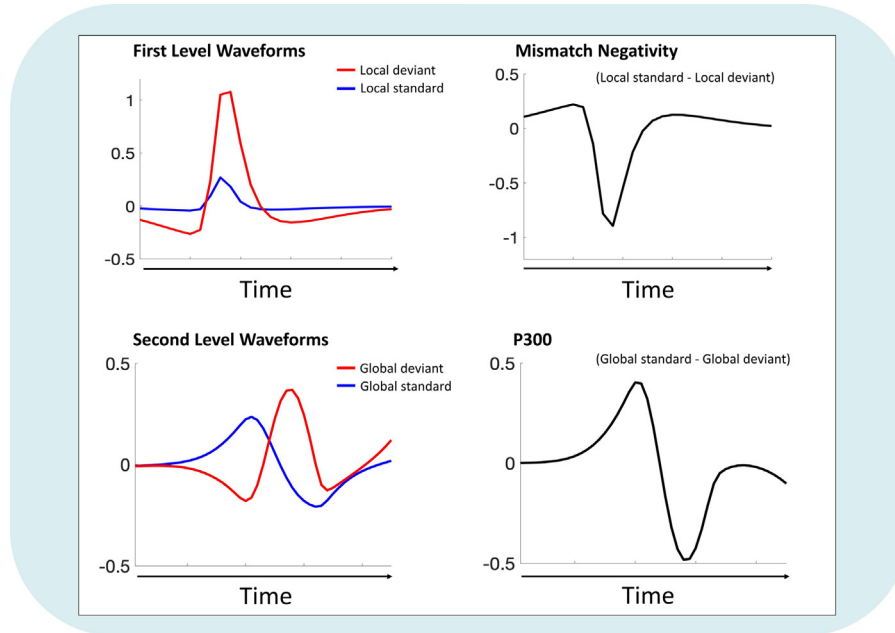 First Level Waveforms
Local deviant
Local standard
1
0.5
0
-0.5
Time
Mismatch Negativity
(Local standard - Local deviant)
0.5
0
-0.5
-1
Time
Second Level Waveforms
Global deviant
Global standard
0.5
0
-0.5
Time
P300
(Global standard - Global deviant)
0.5
0
-0.5
Time